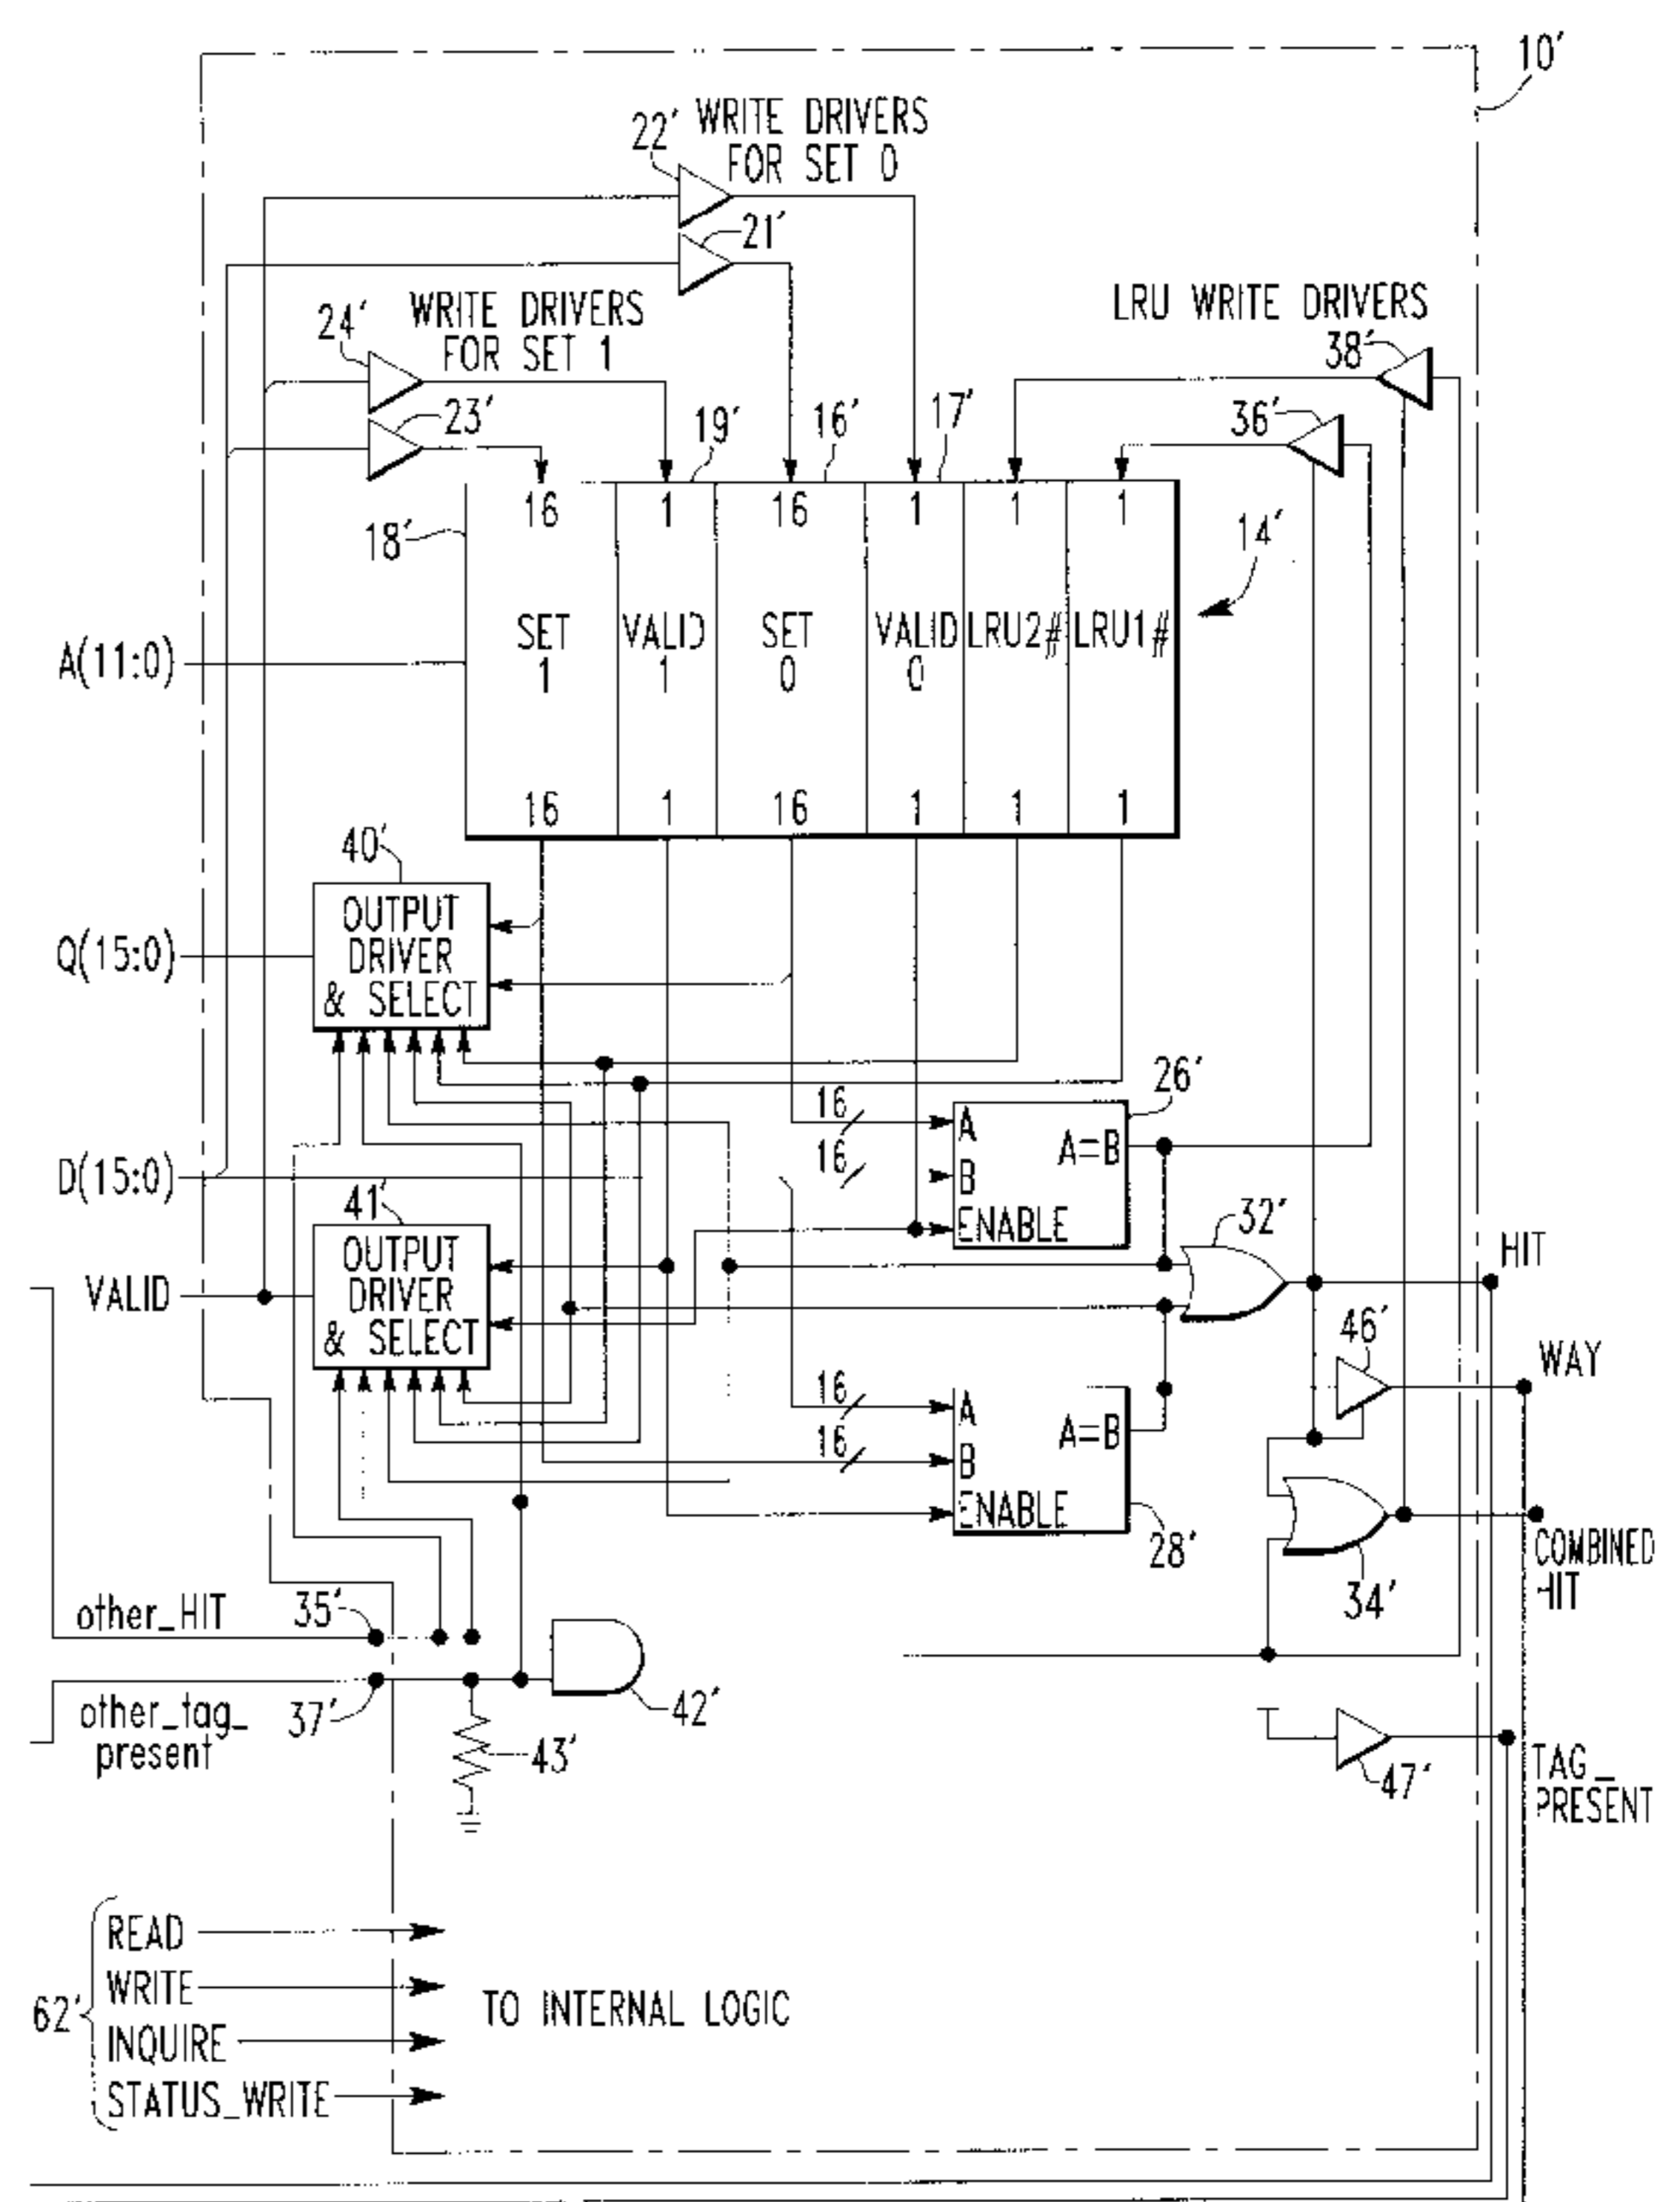 10'
22' WRITE DRIVERS
FOR SET 0
21'
24' WRITE DRIVERS
FOR SET 1
23'
LRU WRITE DRIVERS
38'
36'
19' 16' 17'
18'
16 1 16 1 1 1
14'
SET 1
VALID 1
SET 0
VALID 0
LRU2#
LRU1#
A(11:0)
16 1 16 1 1 1
40'
OUTPUT
DRIVER
& SELECT
Q(15:0)
26'
16 A
A=B
16 B
ENABLE
D(15:0)
41'
OUTPUT
DRIVER
& SELECT
VALID
32'
HIT
46'
WAY
16 A
A=B
16 B
ENABLE
28'
COMBINED
HIT
34'
other_HIT 35'
other_tag_
present
37'
42'
43'
47'
TAG_
PRESENT
62'
READ
WRITE
INQUIRE
STATUS_WRITE
TO INTERNAL LOGIC